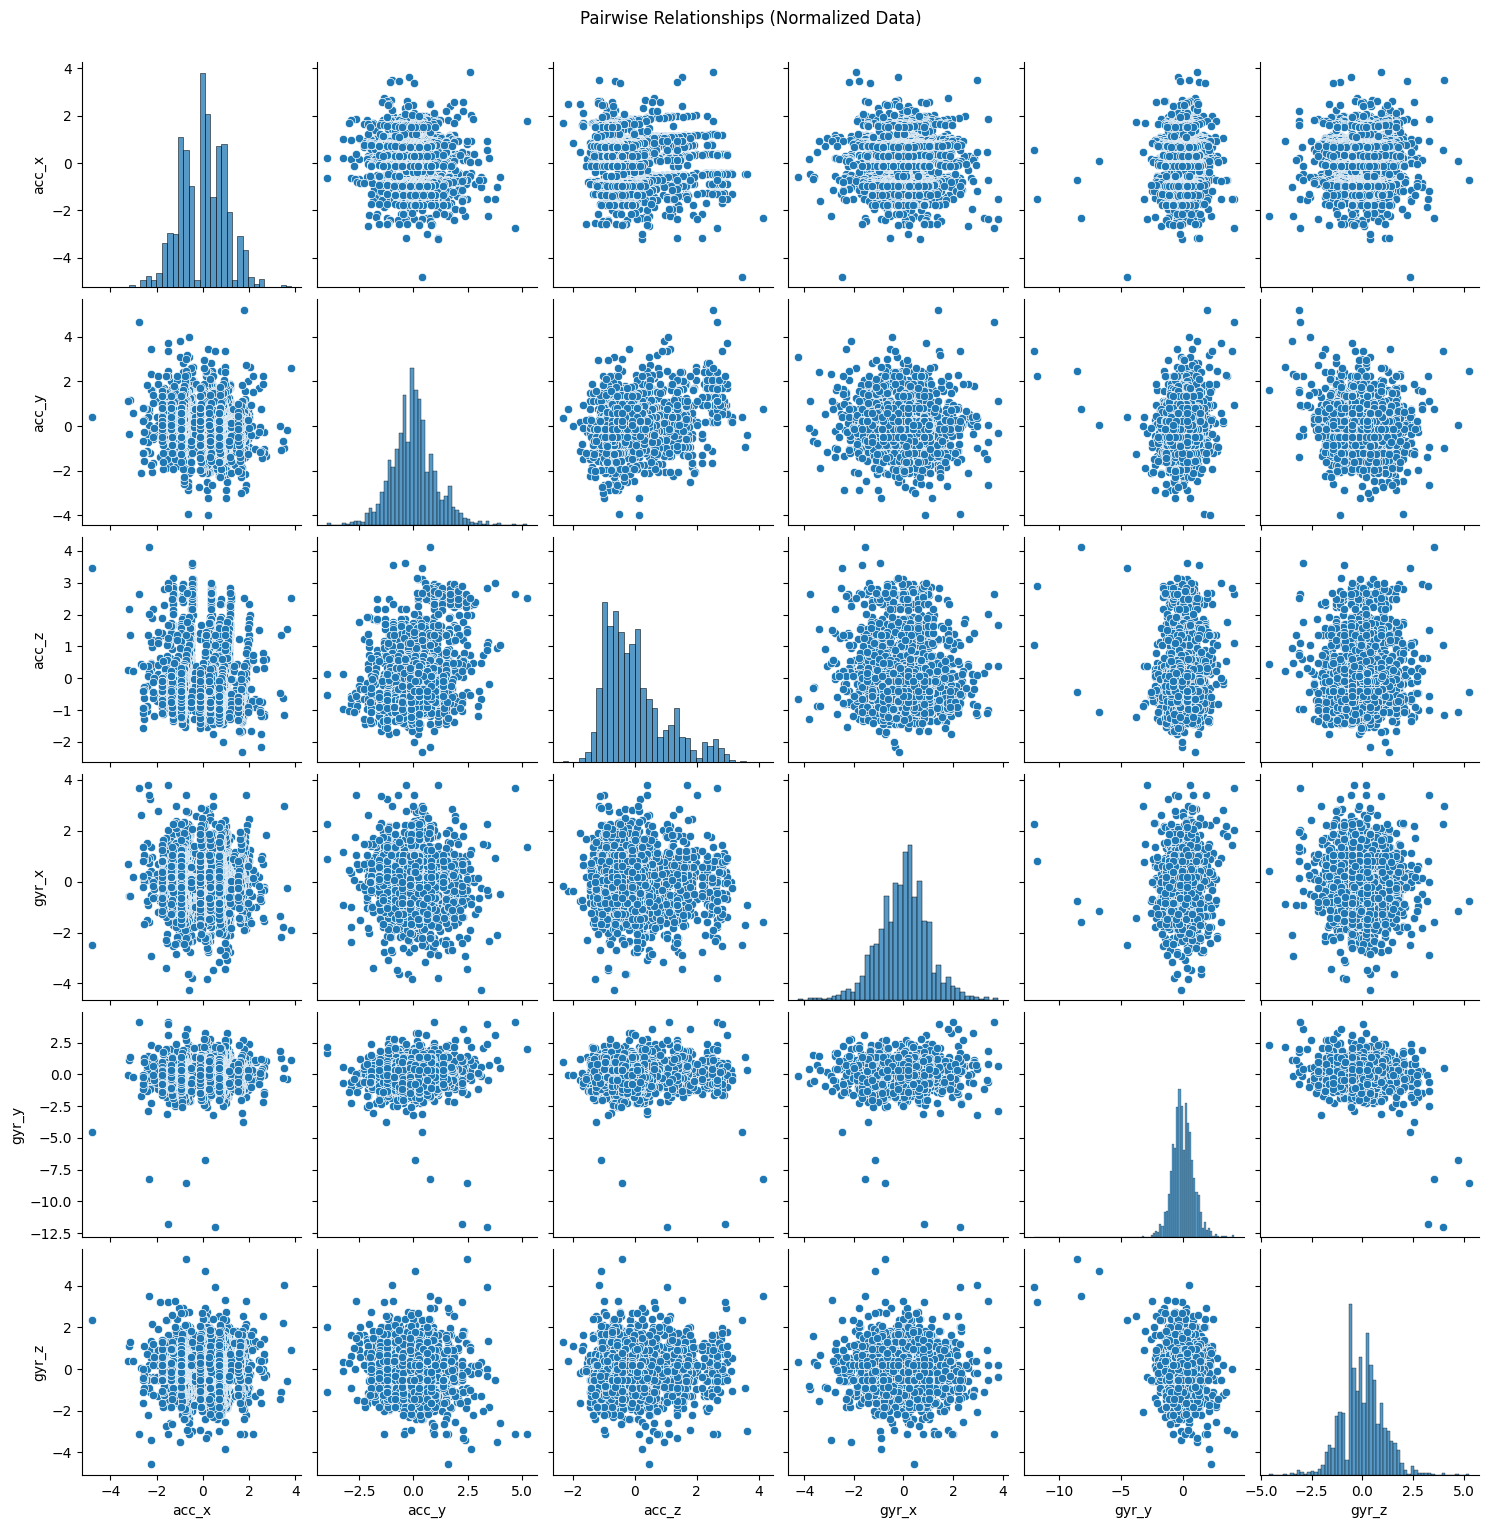 Pairwise Relationships (Normalized Data)
4
2
0
−2
−4
acc_x
4
2
0
−2
−4
acc_y
4
3
2
1
0
−1
−2
acc_z
4
2
0
−2
−4
gyr_x
2.5
0.0
−2.5
−5.0
−7.5
−10.0
−12.5
gyr_y
4
2
0
−2
−4
gyr_z
−4 −2 0 2 4
−2.5 0.0 2.5 5.0
−2 0 2 4
−4 −2 0 2 4
−10 −5 0
−5.0 −2.5 0.0 2.5 5.0
acc_x acc_y acc_z gyr_x gyr_y gyr_z